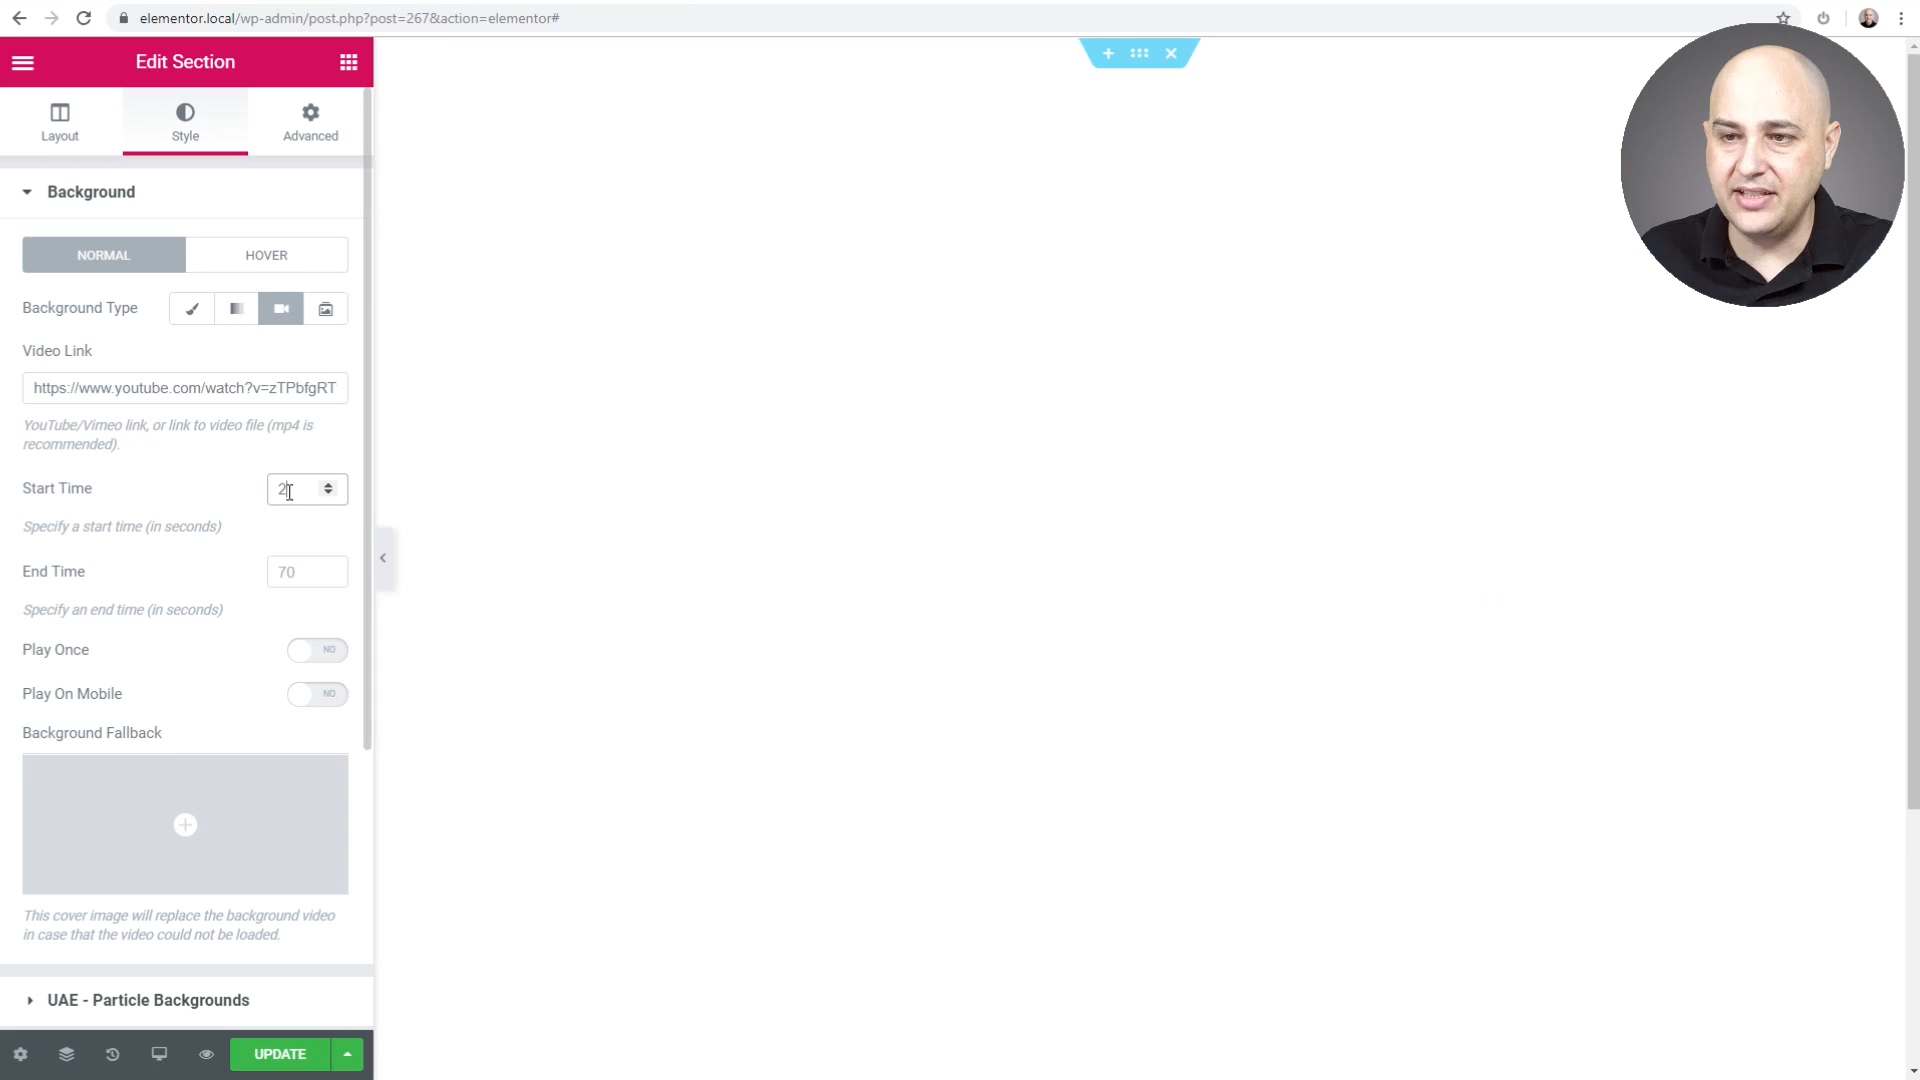 elementor.local/wp-admin/post.php?post=267&action=elementor#
Edit Section
Layout
Style
Advanced
Background
NORMAL
HOVER
Background Type
Video Link
https://www.youtube.com/watch?v=zTPbfgRT
YouTube/Vimeo link, or link to video file (mp4 is
recommended).
Start Time
2
Specify a start time (in seconds)
End Time
70
Specify an end time (in seconds)
Play Once
NO
Play On Mobile
NO
Background Fallback
This cover image will replace the background video
in case that the video could not be loaded.
UAE - Particle Backgrounds
UPDATE